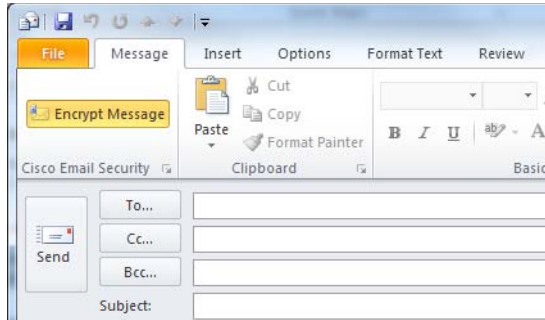 File Message Insert Options Format Text Review
Encrypt Message
Paste
Cut
Copy
Format Painter
B I U ab A
Cisco Email Security Clipboard Basic
Send
To...
Cc...
Bcc...
Subject: